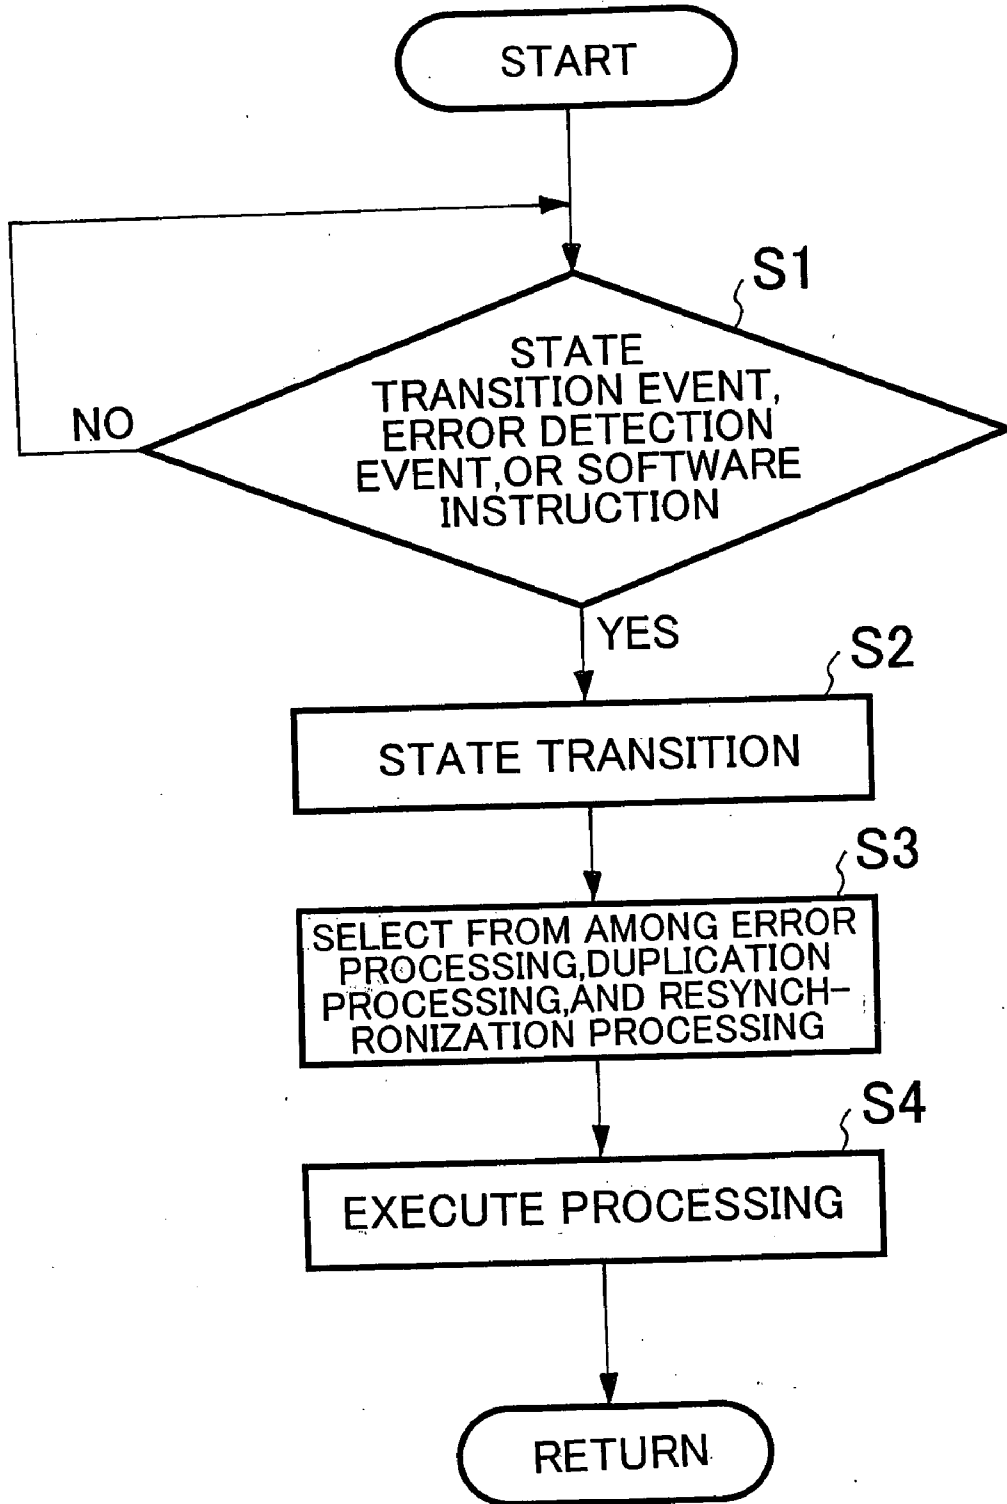 START
S1
STATE
TRANSITION EVENT,
ERROR DETECTION
EVENT,OR SOFTWARE
INSTRUCTION
NO
YES
S2
STATE TRANSITION
S3
SELECT FROM AMONG ERROR
PROCESSING,DUPLICATION
PROCESSING,AND RESYNCH-
RONIZATION PROCESSING
S4
EXECUTE PROCESSING
RETURN